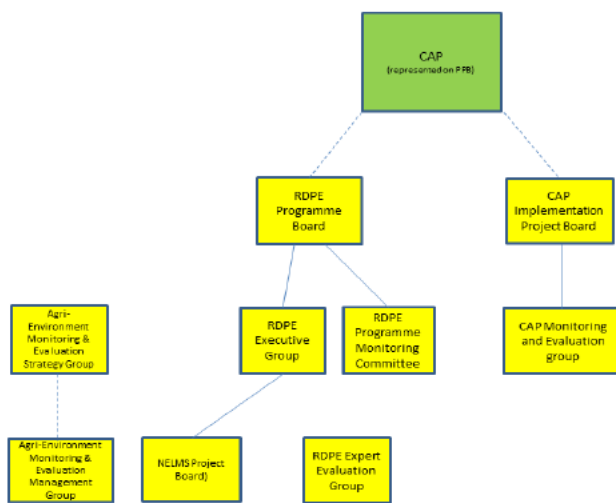 CAP
(represented on PPB)
RDPE
Programme
Board
CAP
Implementation
Project Board
Agri-
Environment
Monitoring &
Evaluation
Strategy Group
RDPE
Executive
Group
RDPE
Programme
Monitoring
Committee
CAP Monitoring
and Evaluation
group
Agri-Environment
Monitoring &
Evaluation
Management
Group
NELMS Project
Board)
RDPE Expert
Evaluation
Group